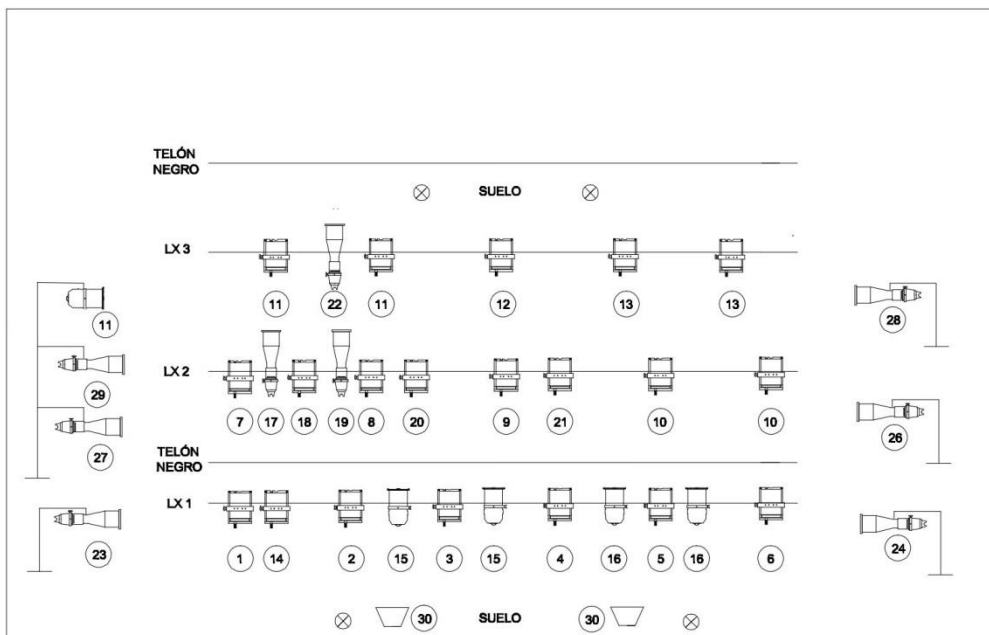 TELÓN
NEGRO
SUELO
LX 3
11 22 11 12 13 13
11
28
29
LX 2
7 17 18 19 8 20 9 21 10 10
27
26
TELÓN
NEGRO
LX 1
23
24
1 14 2 15 3 15 4 16 5 16 6
30 SUELO 30